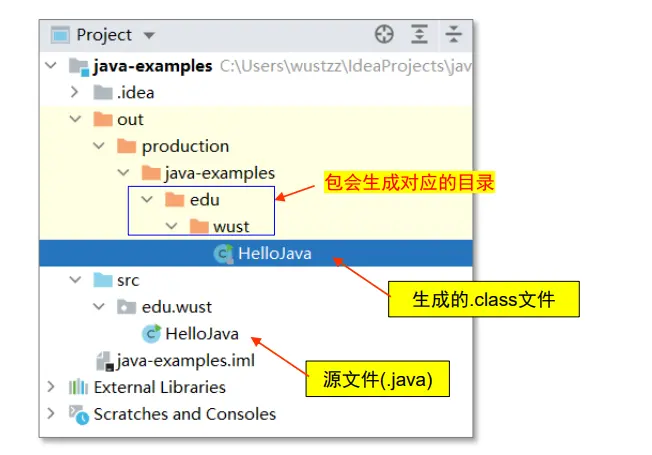 Project
java-examples C:\Users\wustzz\IdeaProjects\jav
.idea
out
production
java-examples
包会生成对应的目录
edu
wust
HelloJava
生成的.class文件
src
edu.wust
HelloJava
源文件(.java)
java-examples.iml
External Libraries
Scratches and Consoles